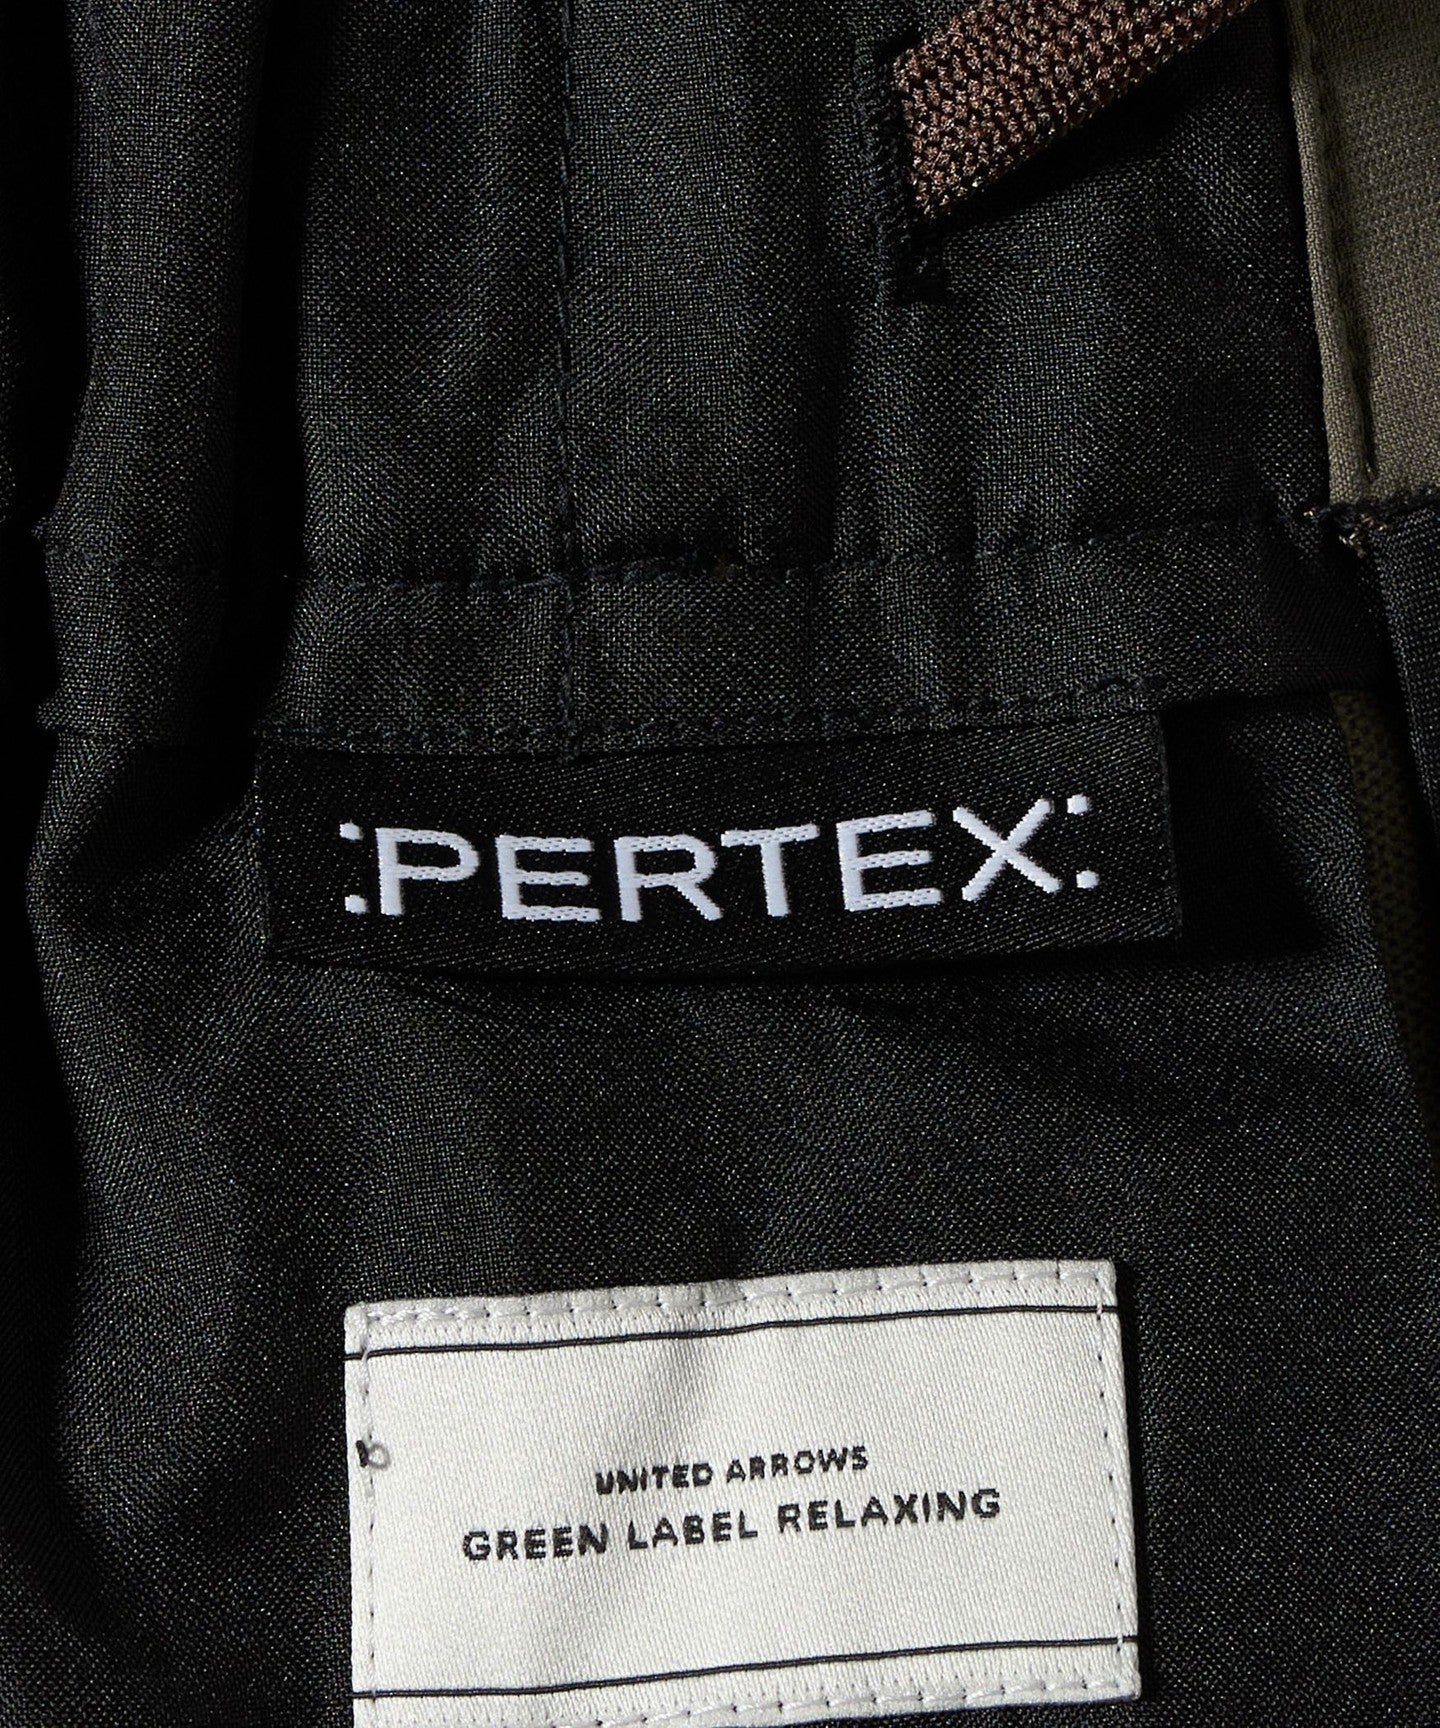 :PERTEX:
UNITED ARROWS
GREEN LABEL RELAXING